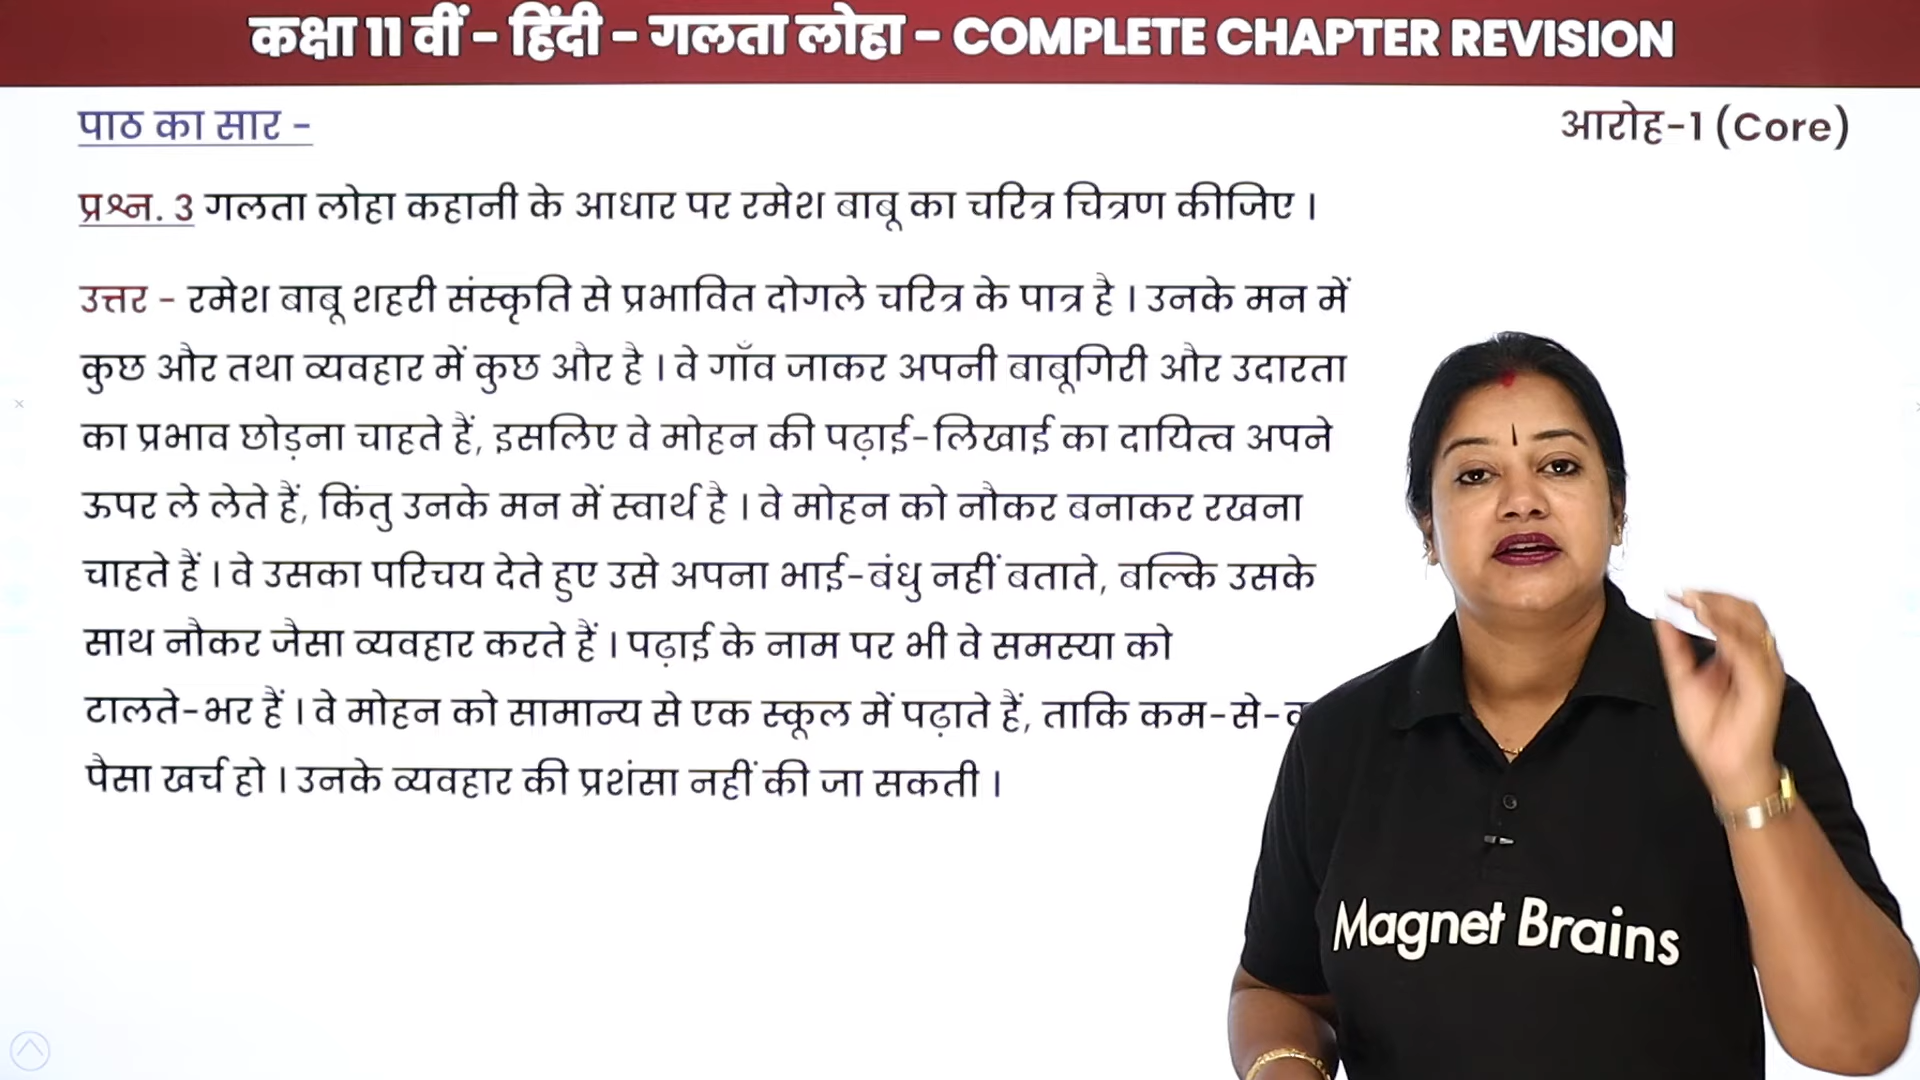 कक्षा 11 वीं - हिंदी - गलता लोहा - COMPLETE CHAPTER REVISION
पाठ का सार -
आरोह-1 (Core)
प्रश्न. 3 गलता लोहा कहानी के आधार पर रमेश बाबू का चरित्र चित्रण कीजिए ।
उत्तर - रमेश बाबू शहरी संस्कृति से प्रभावित दोगले चरित्र के पात्र है । उनके मन में
कुछ और तथा व्यवहार में कुछ और है । वे गाँव जाकर अपनी बाबूगिरी और उदारता
का प्रभाव छोड़ना चाहते हैं, इसलिए वे मोहन की पढ़ाई-लिखाई का दायित्व अपने
ऊपर ले लेते हैं, किंतु उनके मन में स्वार्थ है । वे मोहन को नौकर बनाकर रखना
चाहते हैं । वे उसका परिचय देते हुए उसे अपना भाई-बंधु नहीं बताते, बल्कि उसके
साथ नौकर जैसा व्यवहार करते हैं । पढ़ाई के नाम पर भी वे समस्या को
टालते-भर हैं । वे मोहन को सामान्य से एक स्कूल में पढ़ाते हैं, ताकि कम-से-
पैसा खर्च हो । उनके व्यवहार की प्रशंसा नहीं की जा सकती ।
Magnet Brains